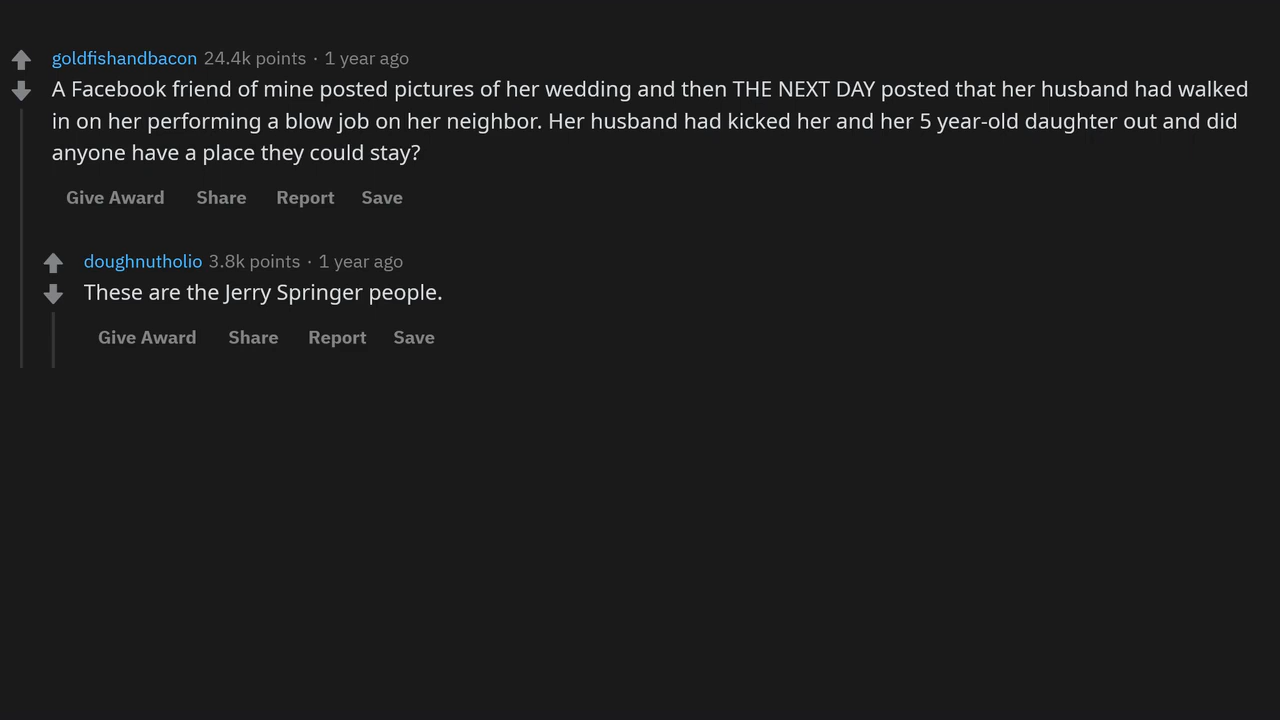 goldfishandbacon 24.4k points · 1 year ago
A Facebook friend of mine posted pictures of her wedding and then THE NEXT DAY posted that her husband had walked
in on her performing a blow job on her neighbor. Her husband had kicked her and her 5 year-old daughter out and did
anyone have a place they could stay?
Give Award Share Report Save
doughnutholio 3.8k points · 1 year ago
These are the Jerry Springer people.
Give Award Share Report Save